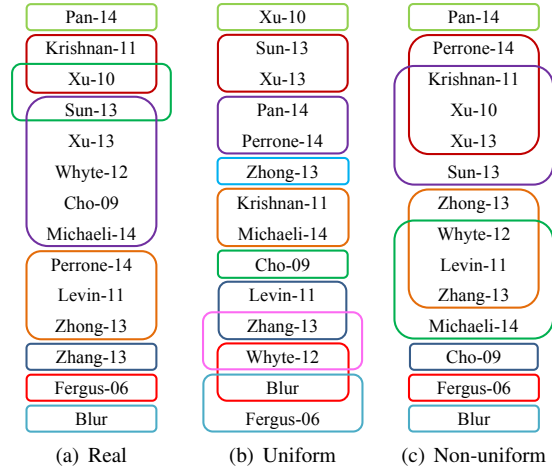 Pan-14
Krishnan-11
Xu-10
Sun-13
Xu-13
Whyte-12
Cho-09
Michaeli-14
Perrone-14
Levin-11
Zhong-13
Zhang-13
Fergus-06
Blur
(a) Real
Xu-10
Sun-13
Xu-13
Pan-14
Perrone-14
Zhong-13
Krishnan-11
Michaeli-14
Cho-09
Levin-11
Zhang-13
Whyte-12
Blur
Fergus-06
(b) Uniform
Pan-14
Perrone-14
Krishnan-11
Xu-10
Xu-13
Sun-13
Zhong-13
Whyte-12
Levin-11
Zhang-13
Michaeli-14
Cho-09
Fergus-06
Blur
(c) Non-uniform